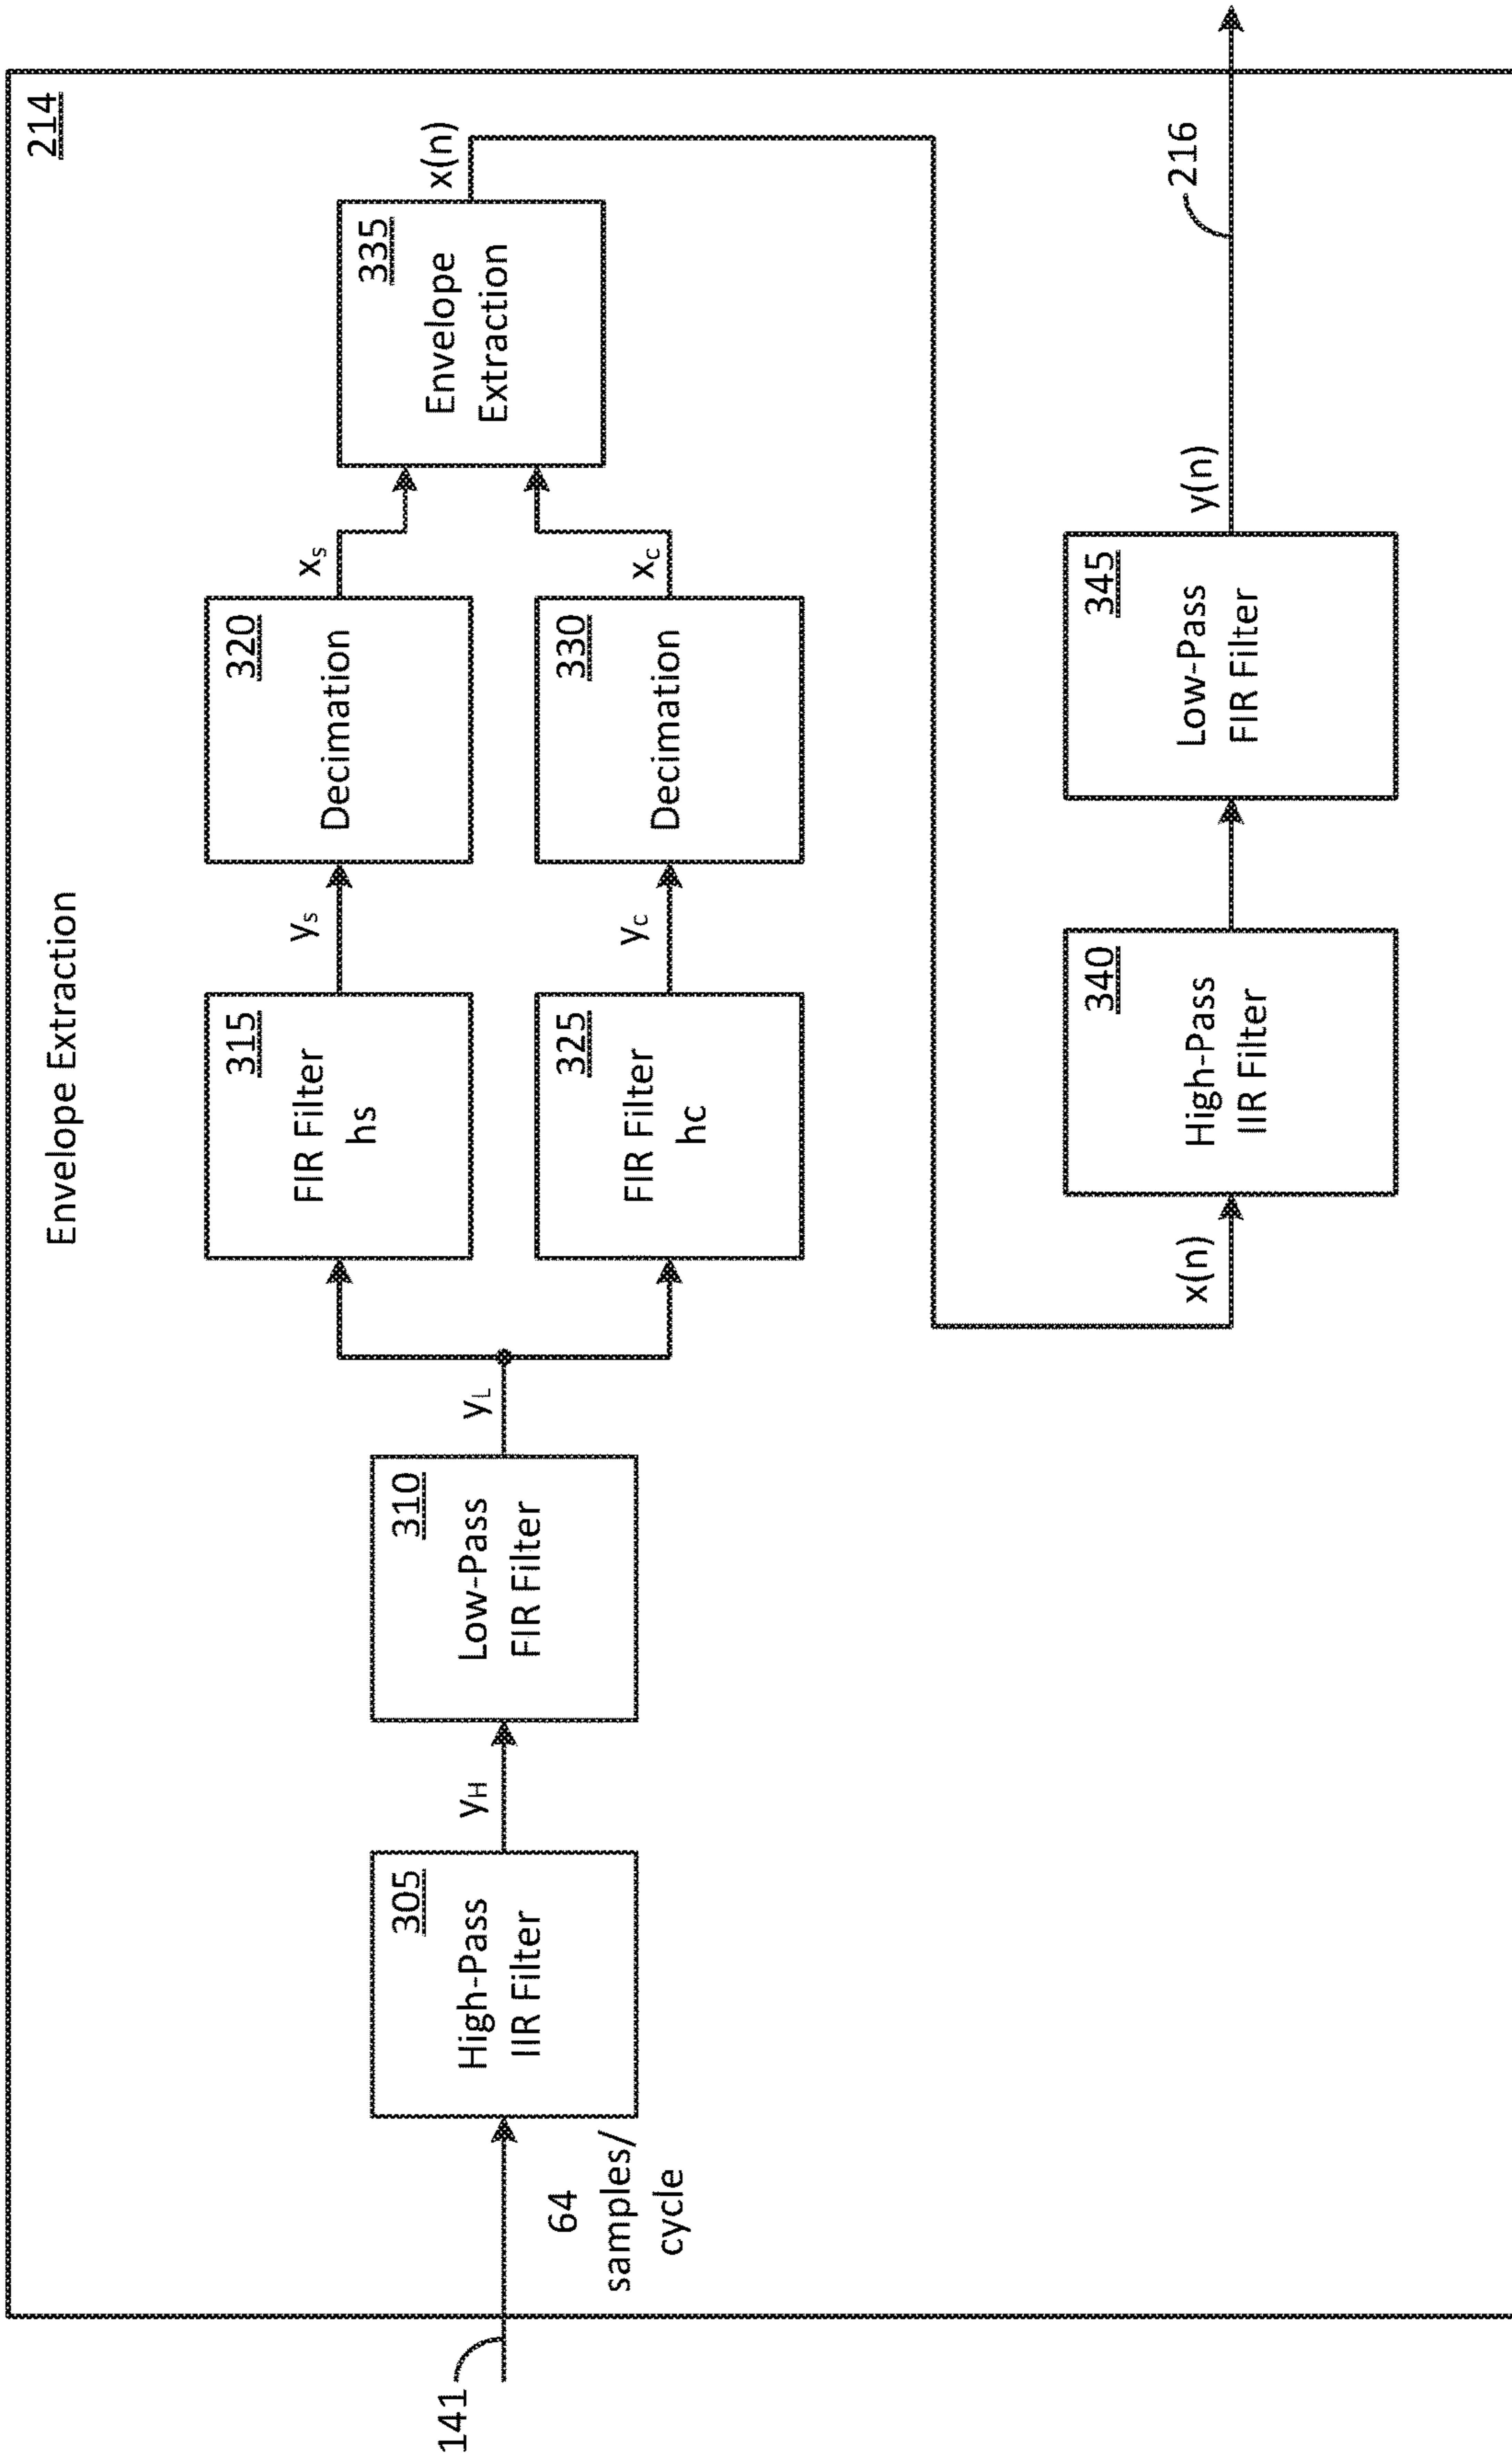 Envelope Extraction
214
141
64
samples/
cycle
305
High-Pass
IIR Filter
yH
310
Low-Pass
FIR Filter
yL
315
FIR Filter
hs
ys
320
Decimation
xs
325
FIR Filter
hc
yc
330
Decimation
xc
335
Envelope
Extraction
x(n)
x(n)
340
High-Pass
IIR Filter
345
Low-Pass
FIR Filter
y(n)
216